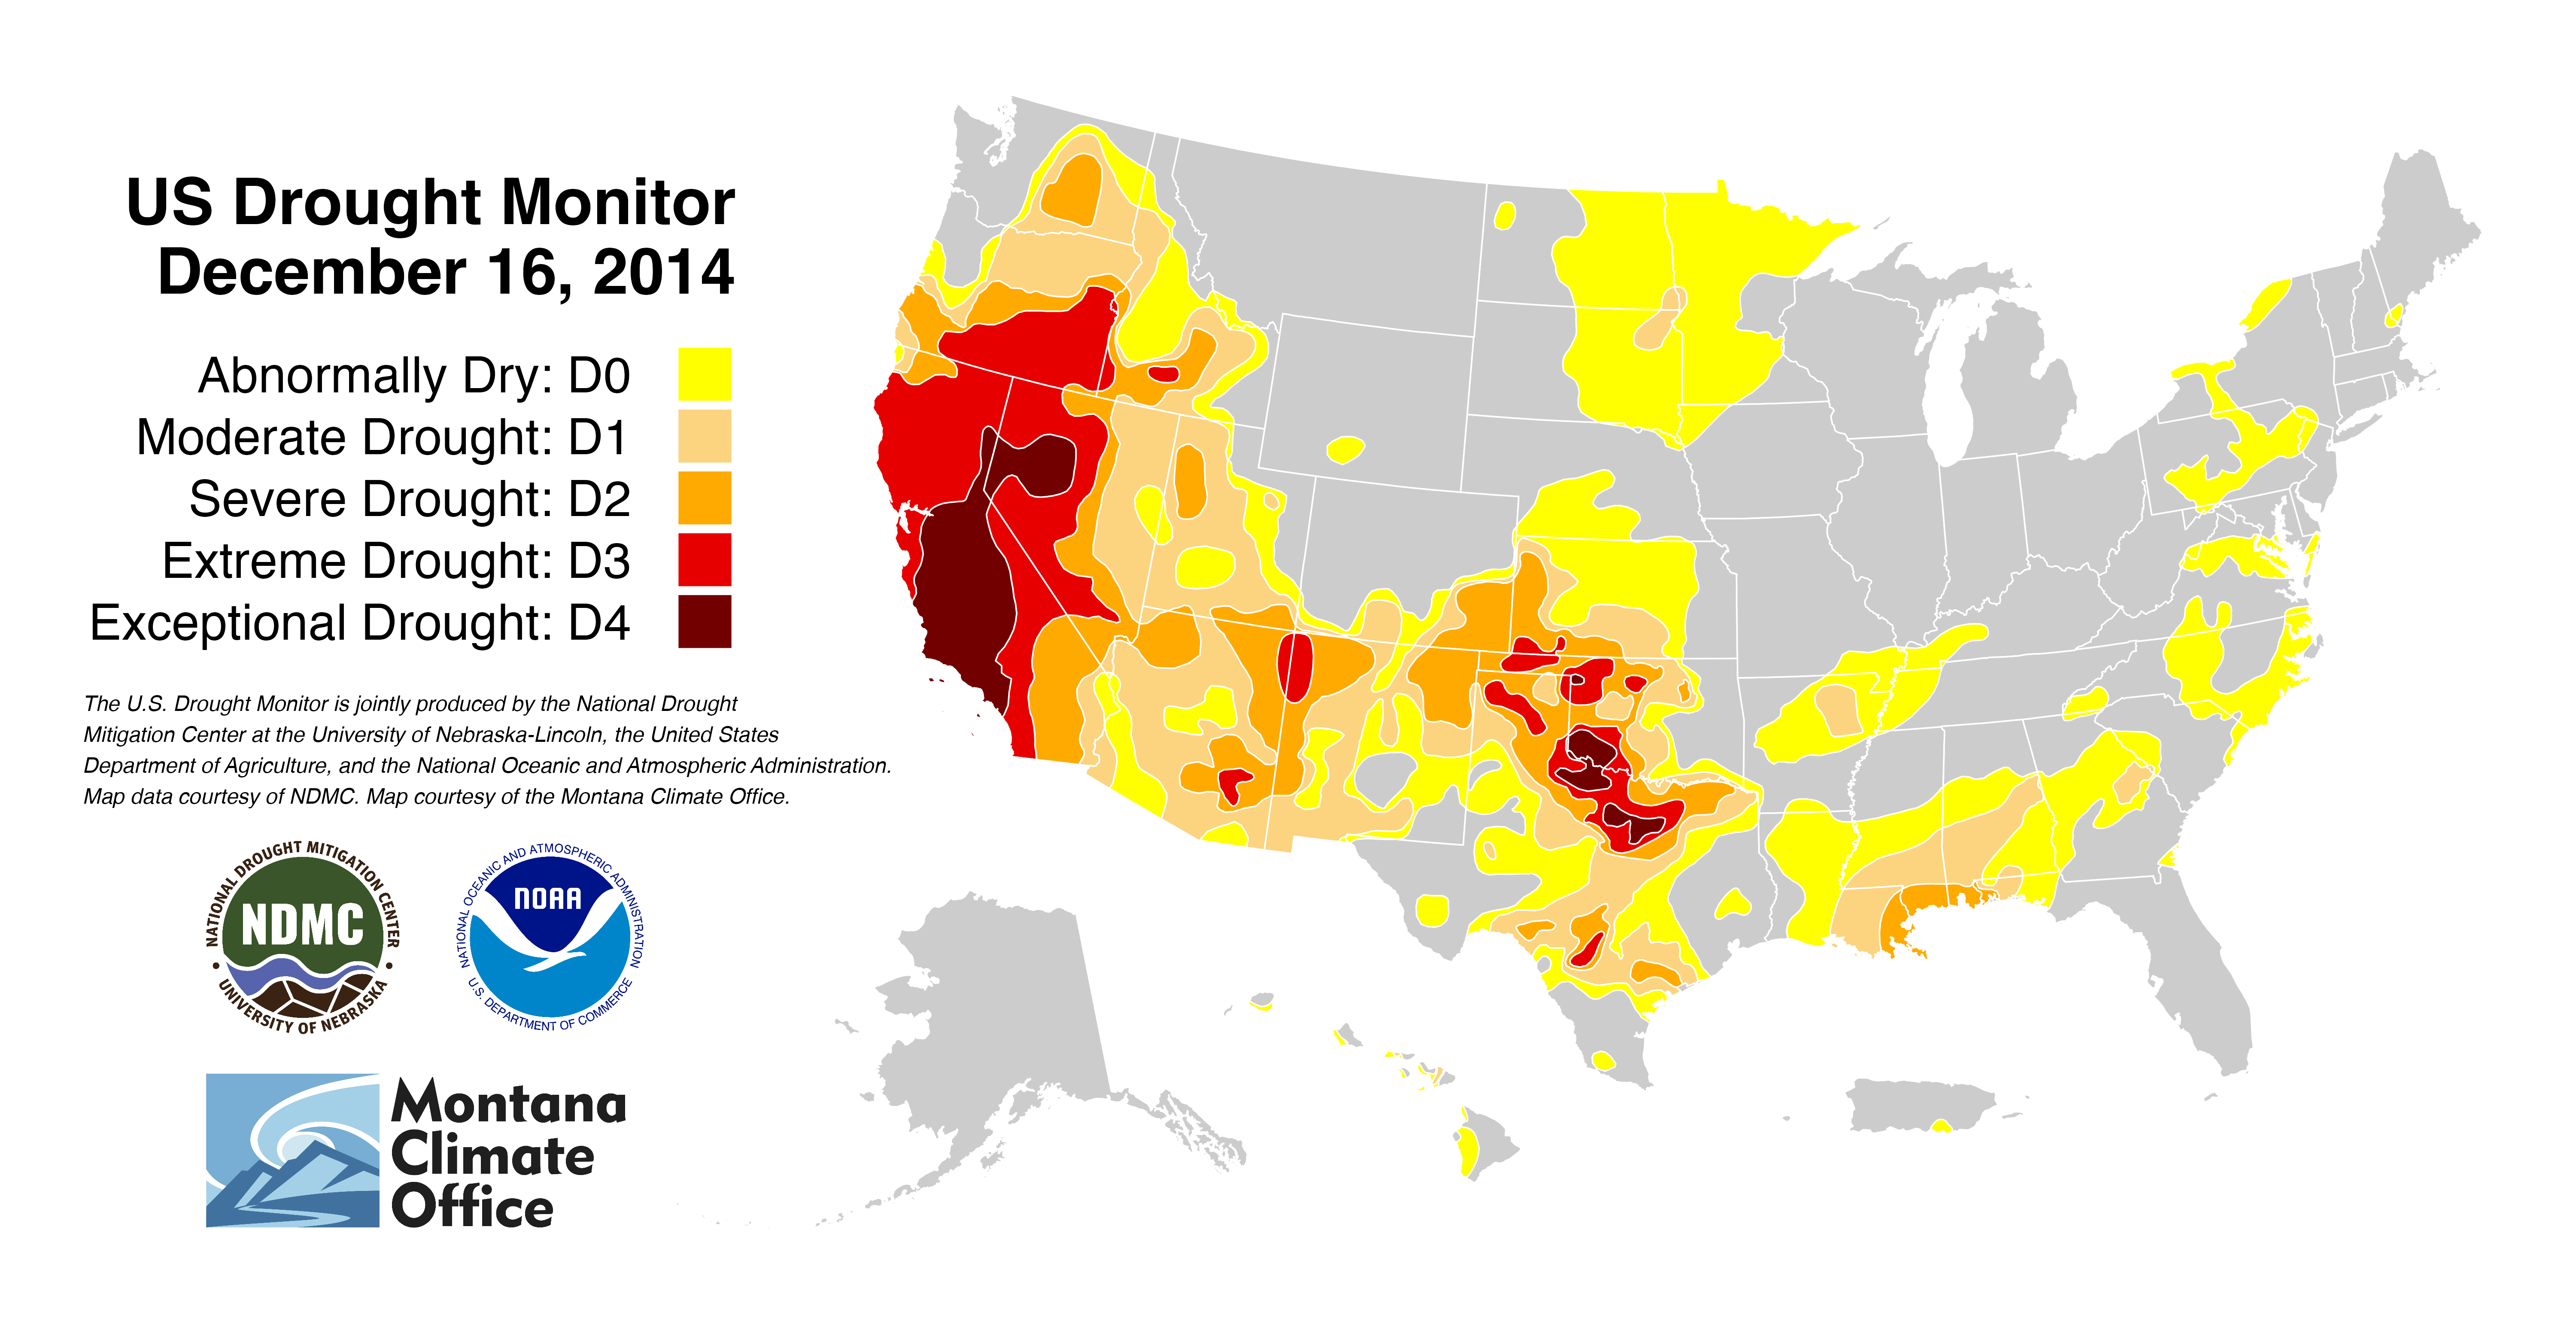 US Drought Monitor
December 16, 2014
Abnormally Dry: D0
Moderate Drought: D1
Severe Drought: D2
Extreme Drought: D3
Exceptional Drought: D4
The U.S. Drought Monitor is jointly produced by the National Drought
Mitigation Center at the University of Nebraska-Lincoln, the United States
Department of Agriculture, and the National Oceanic and Atmospheric Administration.
Map data courtesy of NDMC. Map courtesy of the Montana Climate Office.
NATIONAL DROUGHT MITIGATION CENTER
NDMC
• UNIVERSITY OF NEBRASKA •
NATIONAL OCEANIC AND ATMOSPHERIC ADMINISTRATION
NOAA
U.S. DEPARTMENT OF COMMERCE
Montana
Climate
Office